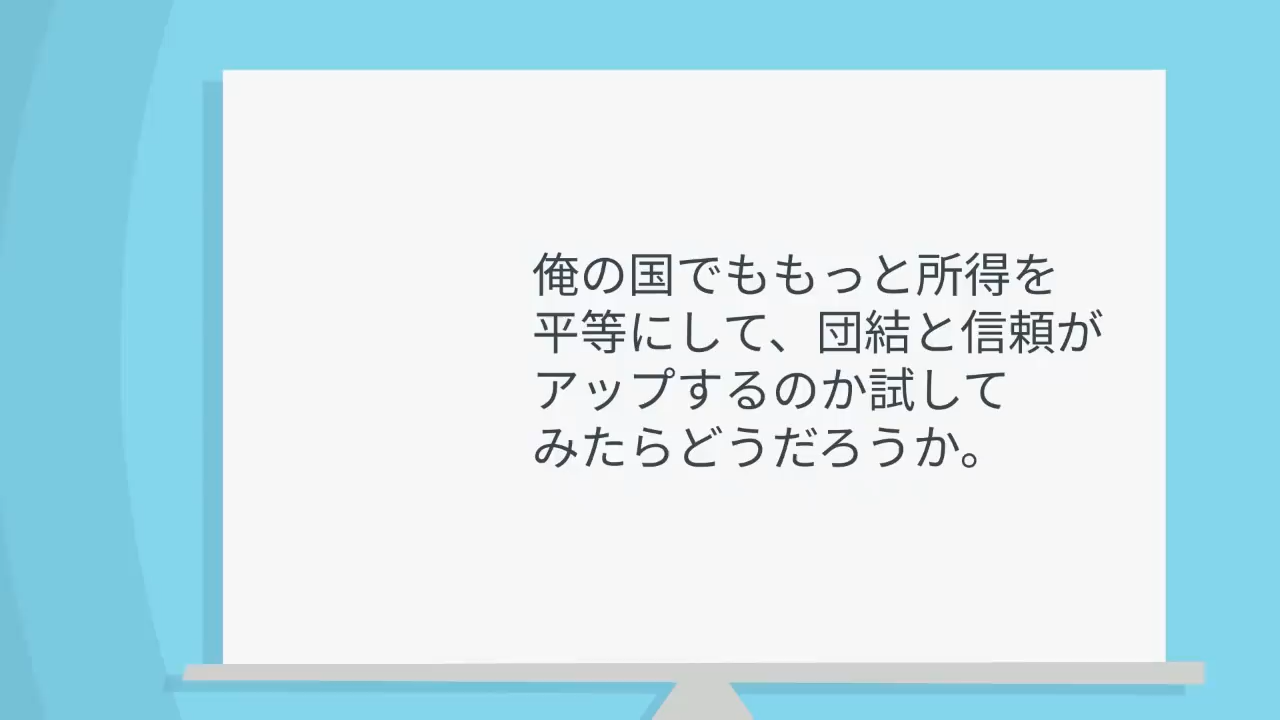 俺の国でももっと所得を
平等にして、団結と信頼が
アップするのか試して
みたらどうだろうか。